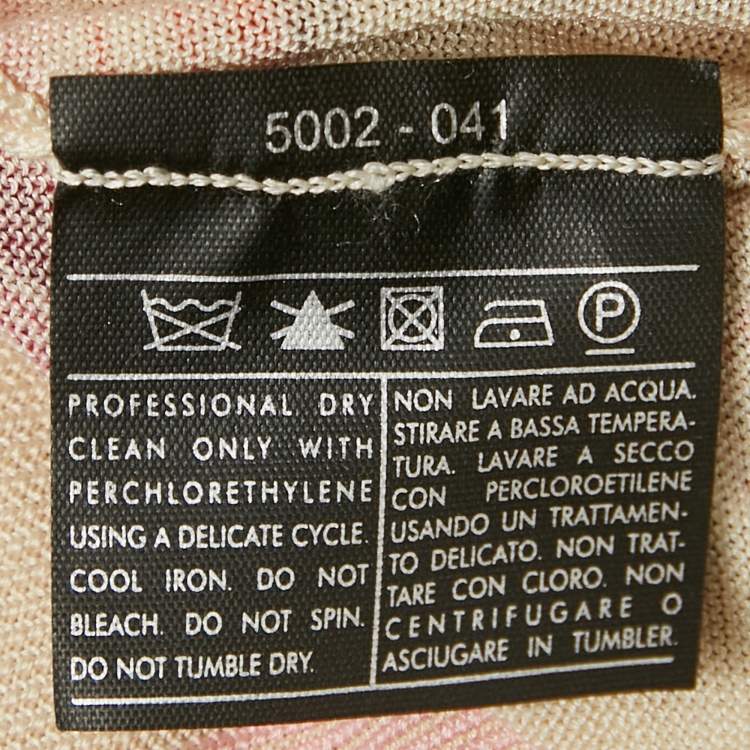 5002 - 041
P
PROFESSIONAL DRY
CLEAN ONLY WITH
PERCHLORETHYLENE
USING A DELICATE CYCLE.
COOL IRON. DO NOT
BLEACH. DO NOT SPIN.
DO NOT TUMBLE DRY.
NON LAVARE AD ACQUA.
STIRARE A BASSA TEMPERA-
TURA. LAVARE A SECCO
CON PERCLOROETILENE
USANDO UN TRATTAMEN-
TO DELICATO. NON TRAT-
TARE CON CLORO. NON
CENTRIFUGARE O
ASCIUGARE IN TUMBLER.